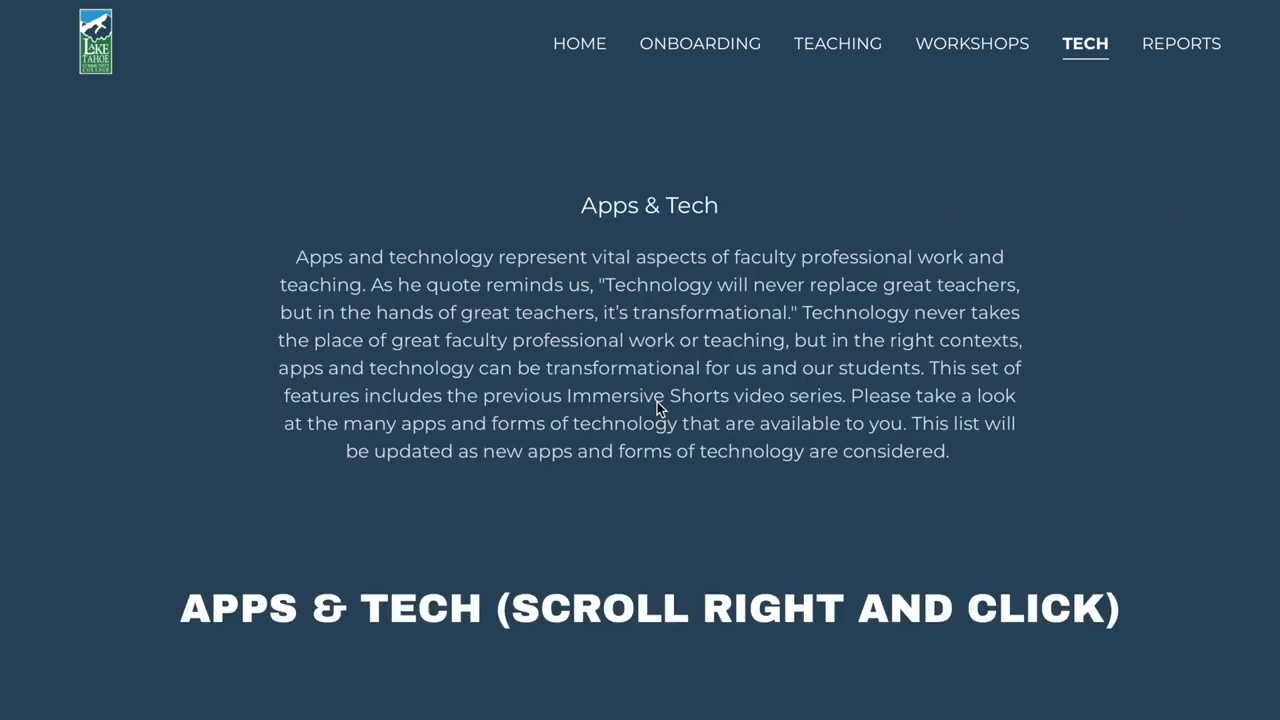 LAKE
TAHOE
COMMUNITY
COLLEGE
HOME ONBOARDING TEACHING WORKSHOPS TECH REPORTS
Apps & Tech
Apps and technology represent vital aspects of faculty professional work and
teaching. As he quote reminds us, "Technology will never replace great teachers,
but in the hands of great teachers, it’s transformational." Technology never takes
the place of great faculty professional work or teaching, but in the right contexts,
apps and technology can be transformational for us and our students. This set of
features includes the previous Immersive Shorts video series. Please take a look
at the many apps and forms of technology that are available to you. This list will
be updated as new apps and forms of technology are considered.
APPS & TECH (SCROLL RIGHT AND CLICK)